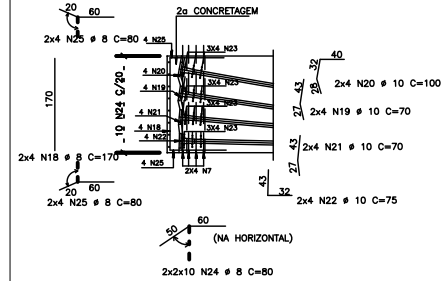 20
60
2x4 N25 ø 8 C=80
2a CONCRETAGEM
4 N25
3X4 N23
4 N20
4 N19
3X4 N23
4 N21
4 N18
3X4 N23
4 N22
4 N25
2X4 N7
10 N24 C/20
170
2x4 N18 ø 8 C=170
20
60
2x4 N25 ø 8 C=80
40
32
28
2x4 N20 ø 10 C=100
43
27
2x4 N19 ø 10 C=70
43
27
2x4 N21 ø 10 C=70
43
32
2x4 N22 ø 10 C=75
50
60
(NA HORIZONTAL)
2x2x10 N24 ø 8 C=80